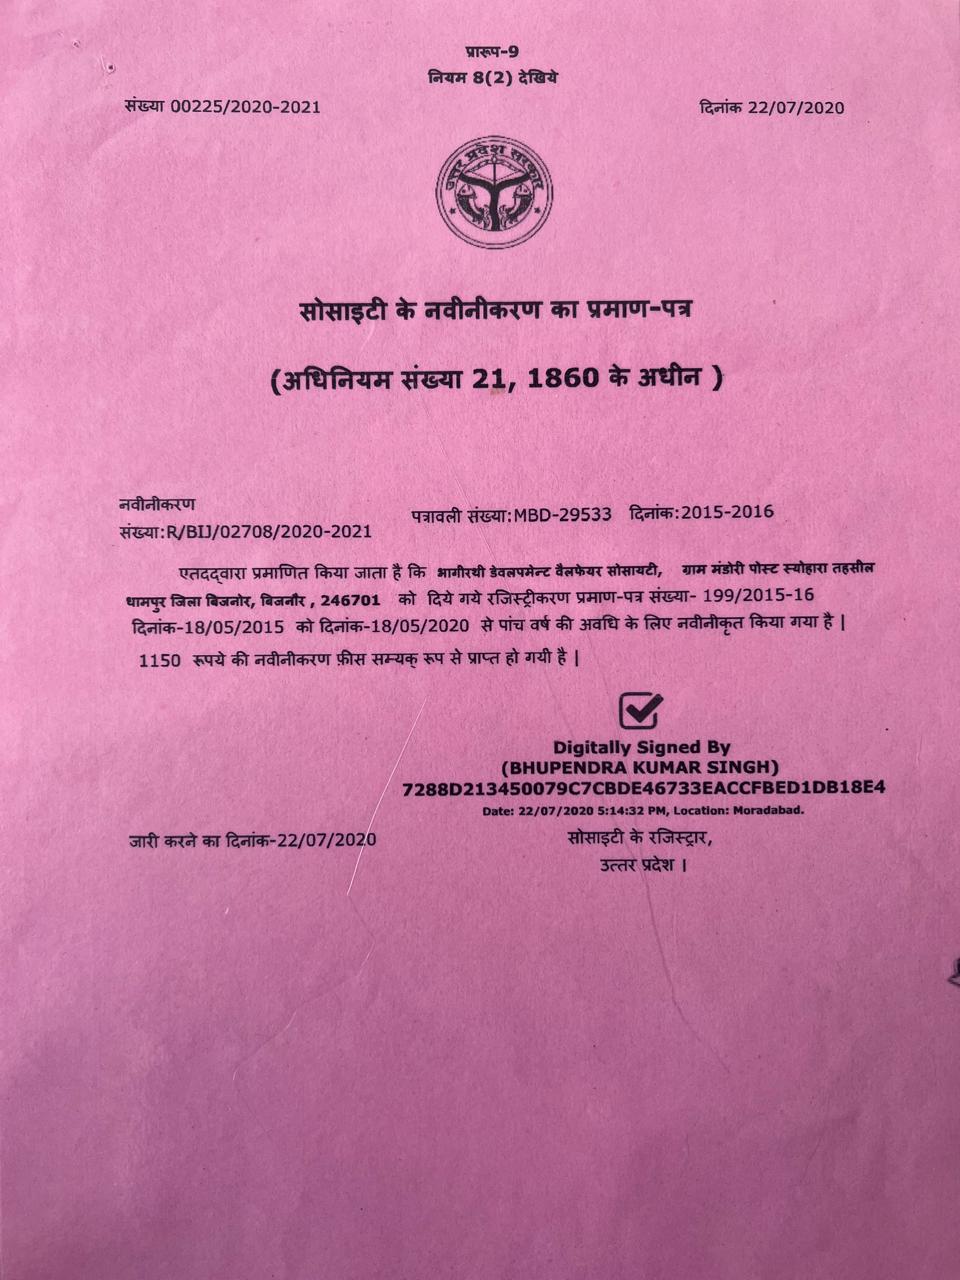 प्रारूप-9
नियम 8(2) देखिये
संख्या 00225/2020-2021 दिनांक 22/07/2020
उत्तर प्रदेश सरकार
सोसाइटी के नवीनीकरण का प्रमाण-पत्र
(अधिनियम संख्या 21, 1860 के अधीन )
नवीनीकरण
संख्या:R/BIJ/02708/2020-2021 पत्रावली संख्या:MBD-29533 दिनांक:2015-2016
एतदद्वारा प्रमाणित किया जाता है कि भागीरथी डेवलपमेन्ट वैलफेयर सोसायटी, ग्राम मंडोरी पोस्ट स्योहारा तहसील
धामपुर जिला बिजनोर, बिजनौर , 246701 को दिये गये रजिस्ट्रीकरण प्रमाण-पत्र संख्या- 199/2015-16
दिनांक-18/05/2015 को दिनांक-18/05/2020 से पांच वर्ष की अवधि के लिए नवीनीकृत किया गया है |
1150 रूपये की नवीनीकरण फ़ीस सम्यक् रूप से प्राप्त हो गयी है |
Digitally Signed By
(BHUPENDRA KUMAR SINGH)
7288D213450079C7CBDE46733EACCFBED1DB18E4
Date: 22/07/2020 5:14:32 PM, Location: Moradabad.
जारी करने का दिनांक-22/07/2020 सोसाइटी के रजिस्ट्रार,
उत्तर प्रदेश ।